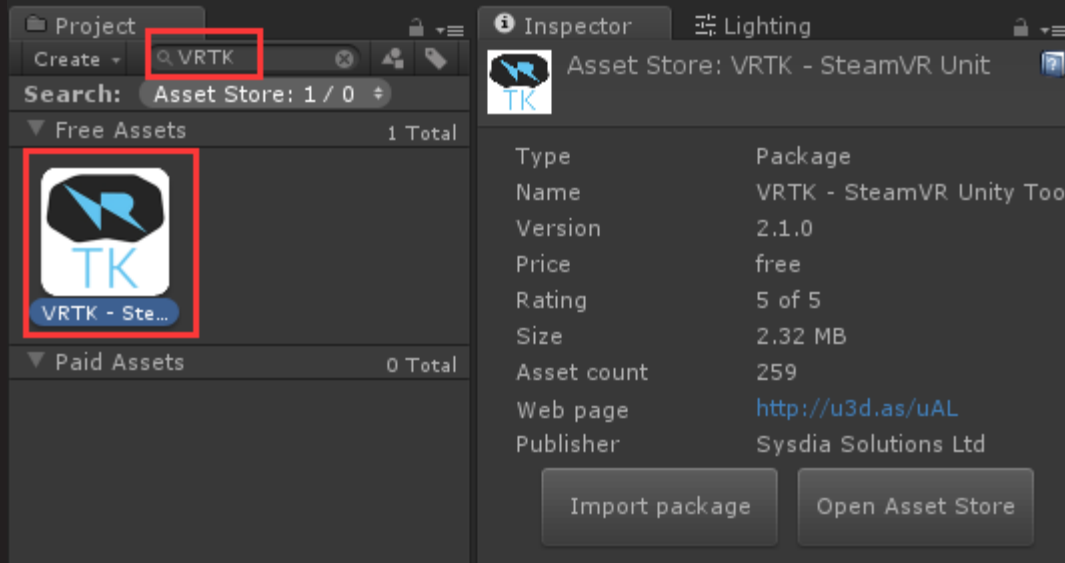 Project
Create
VRTK
Search:
Asset Store: 1 / 0
Free Assets
1 Total
VR
TK
VRTK - Ste...
Paid Assets
0 Total
Inspector
Lighting
VR
TK
Asset Store: VRTK - SteamVR Unit
?
Type Package
Name VRTK - SteamVR Unity Too
Version 2.1.0
Price free
Rating 5 of 5
Size 2.32 MB
Asset count 259
Web page http://u3d.as/uAL
Publisher Sysdia Solutions Ltd
Import package
Open Asset Store